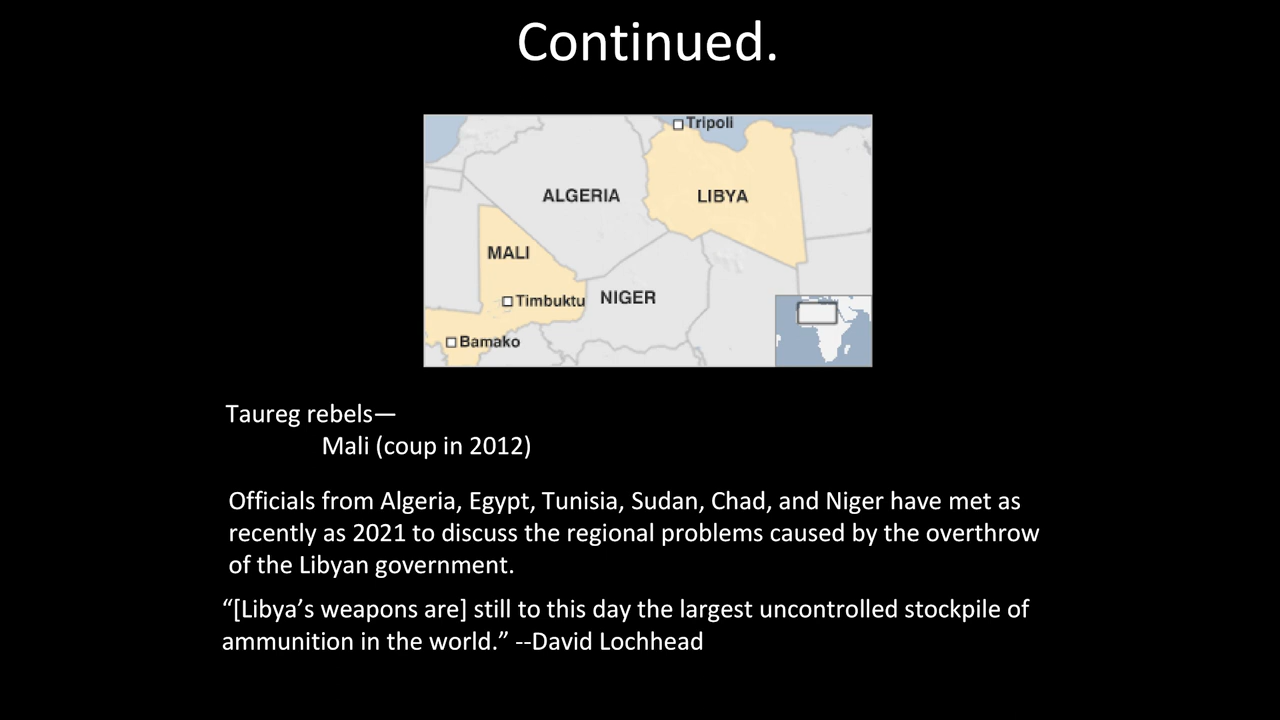 Continued.
Tripoli
ALGERIA
LIBYA
MALI
Timbuktu
NIGER
Bamako
Taureg rebels—
Mali (coup in 2012)
Officials from Algeria, Egypt, Tunisia, Sudan, Chad, and Niger have met as
recently as 2021 to discuss the regional problems caused by the overthrow
of the Libyan government.
“[Libya’s weapons are] still to this day the largest uncontrolled stockpile of
ammunition in the world.” --David Lochhead